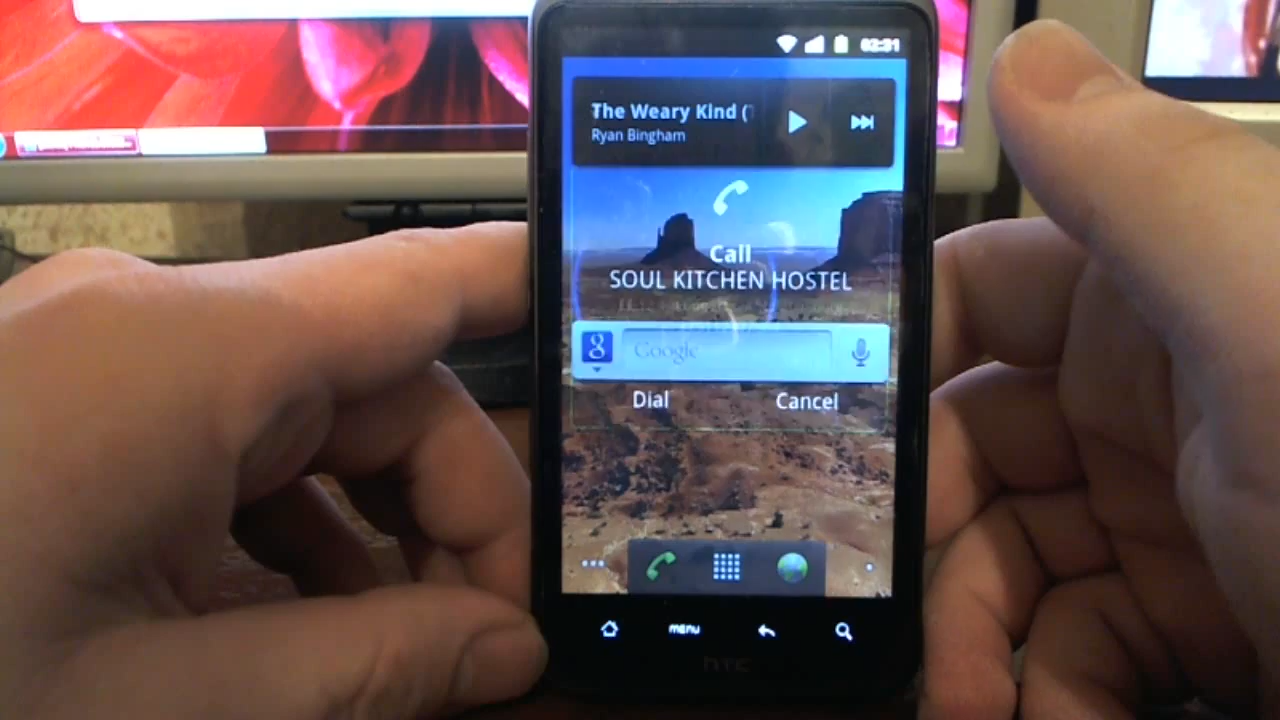 02:31
The Weary Kind (
Ryan Bingham
Call
SOUL KITCHEN HOSTEL
Google
Dial
Cancel
menu
hTC